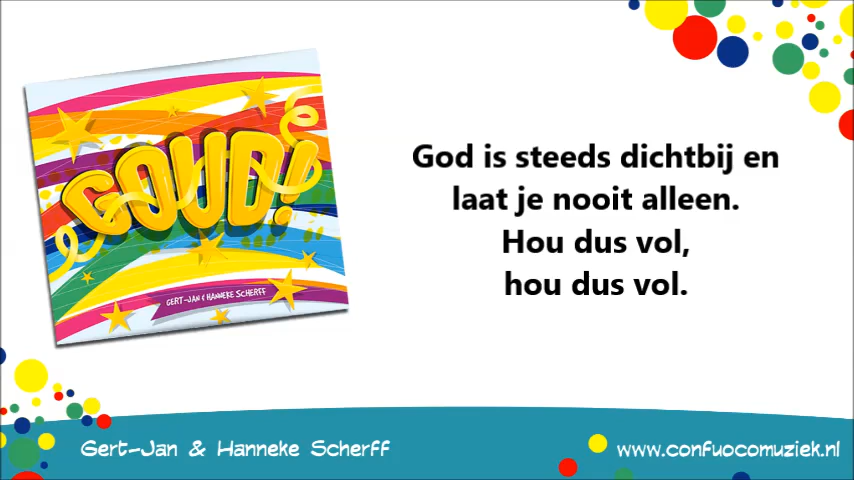 GOUD!
GERT-JAN & HANNEKE SCHERFF
God is steeds dichtbij en
laat je nooit alleen.
Hou dus vol,
hou dus vol.
Gert-Jan & Hanneke Scherff
www.confuocomuziek.nl